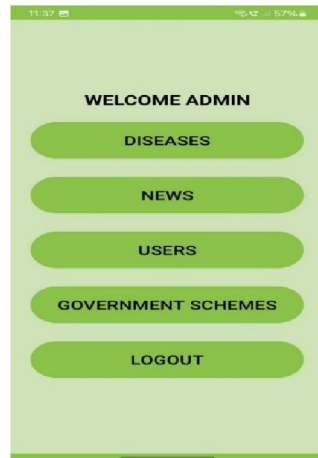 11:37 57%
WELCOME ADMIN
DISEASES
NEWS
USERS
GOVERNMENT SCHEMES
LOGOUT